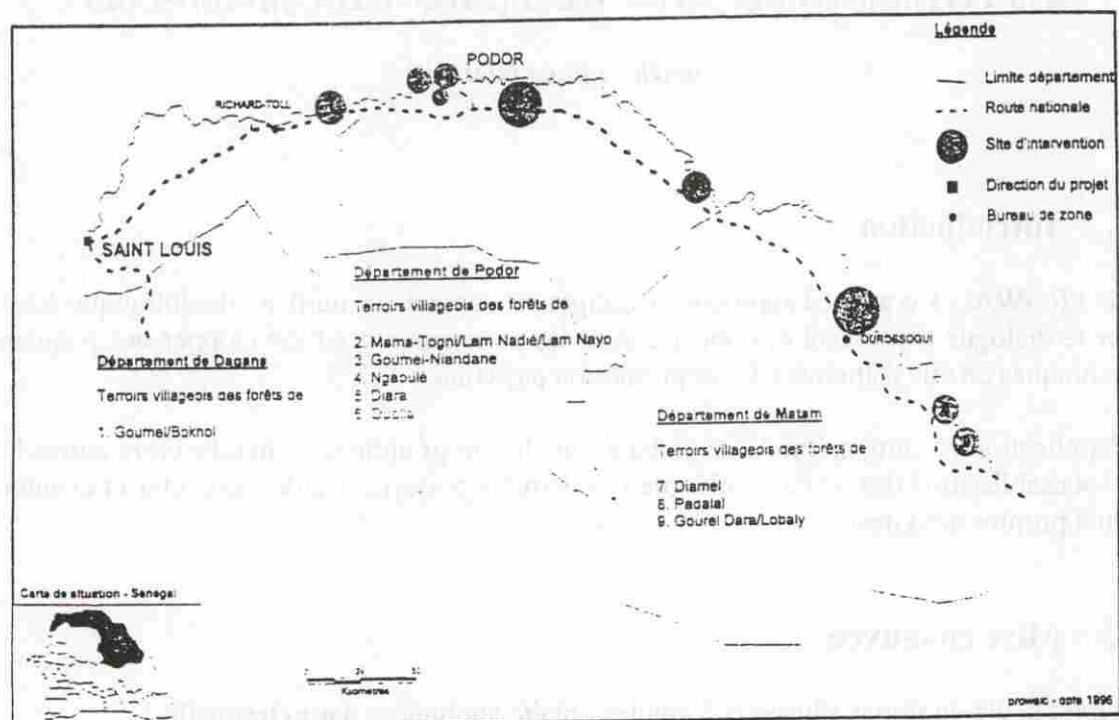 PODOR
RICHARD-TOLL
SAINT LOUIS
Légende
Limite département
Route nationale
Site d'intervention
Direction du projet
Bureau de zone
Département de Podor
Terroirs villageois des forêts de
2. Mama-Togni/Lam Nadié/Lam Nayo
3. Goumel-Niandane
4. Ngaoulé
5. Diara
Département de Dagana
Terroirs villageois des forêts de
1. Goumel/Boknol
OURDESOGUI
Département de Matam
Terroirs villageois des forêts de
7. Diamel
8. Padalal
9. Gourel Dara/Lobaly
Carte de situation - Senegal
Kilometres
1996